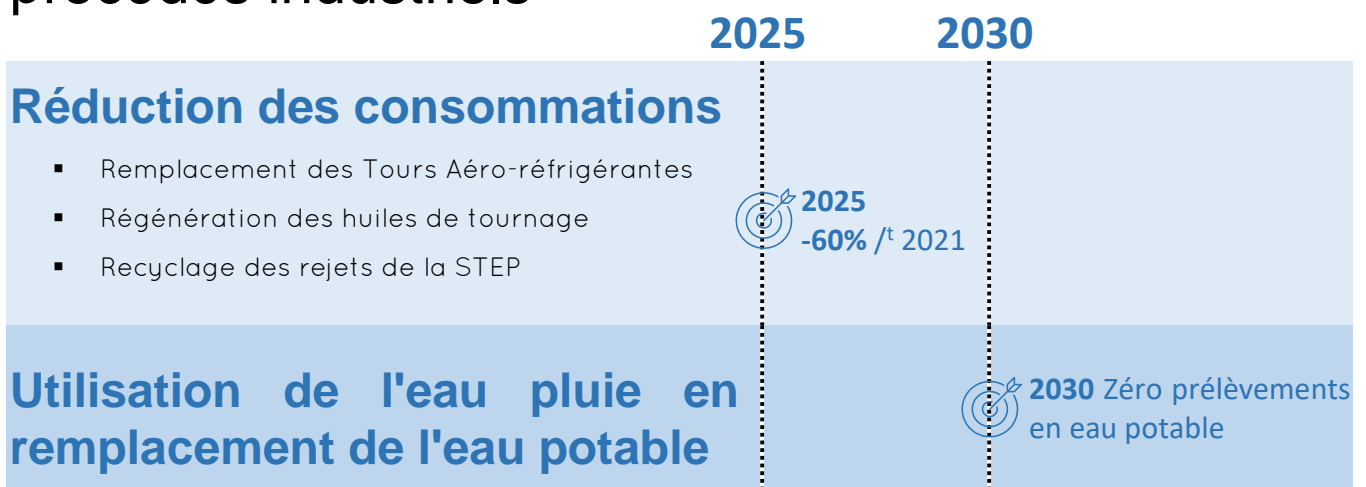 procédés industriels
2025 2030
Réduction des consommations
▪ Remplacement des Tours Aéro-réfrigérantes
▪ Régénération des huiles de tournage
▪ Recyclage des rejets de la STEP
2025
-60% /t 2021
Utilisation de l'eau pluie en
remplacement de l'eau potable
2030 Zéro prélèvements
en eau potable